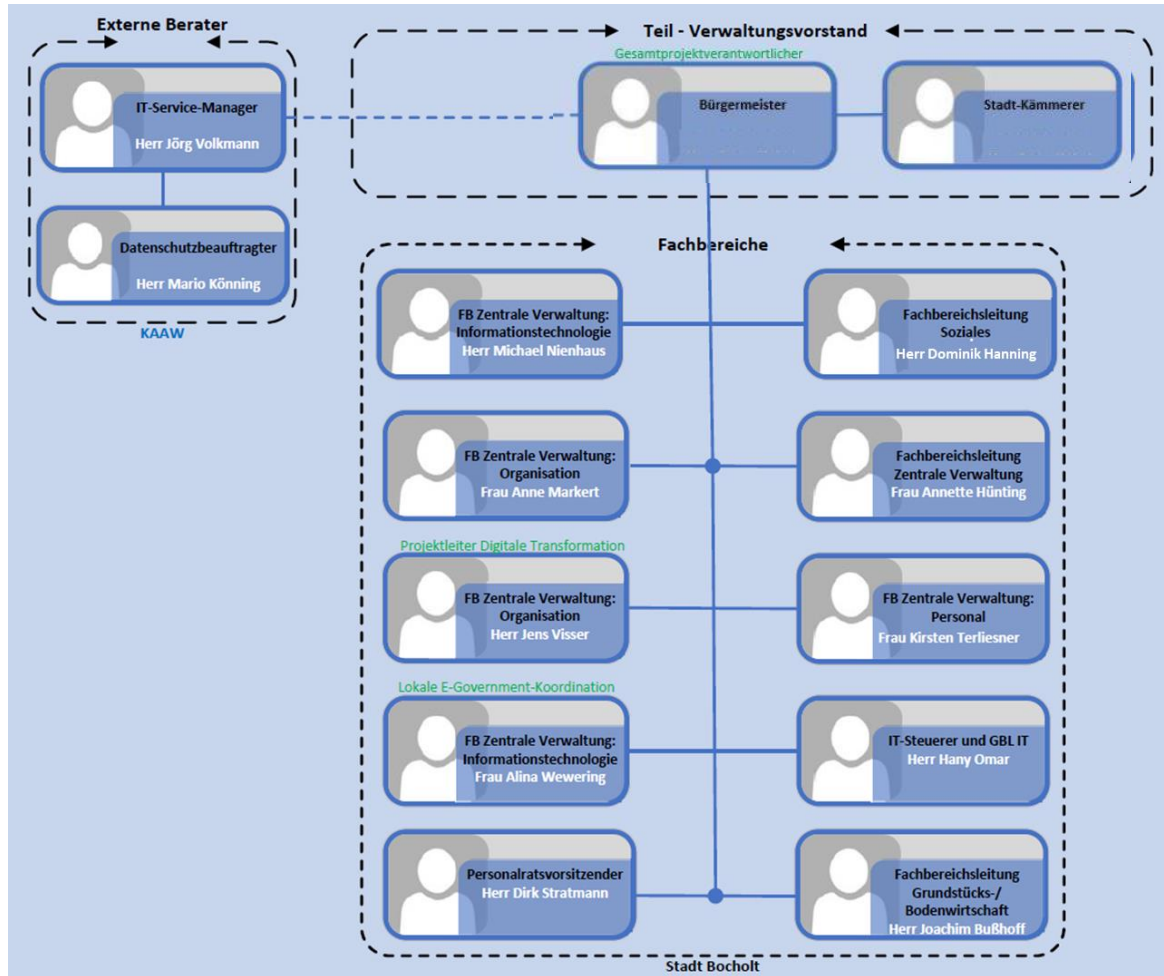 Externe Berater
IT-Service-Manager
Herr Jörg Volkmann
Datenschutzbeauftragter
Herr Mario Könning
KAAW
Teil - Verwaltungsvorstand
Gesamtprojektverantwortlicher
Bürgermeister
Stadt-Kämmerer
Fachbereiche
FB Zentrale Verwaltung:
Informationstechnologie
Herr Michael Nienhaus
Fachbereichsleitung
Soziales
Herr Dominik Hanning
FB Zentrale Verwaltung:
Organisation
Frau Anne Markert
Fachbereichsleitung
Zentrale Verwaltung
Frau Annette Hünting
Projektleiter Digitale Transformation
FB Zentrale Verwaltung:
Organisation
Herr Jens Visser
FB Zentrale Verwaltung:
Personal
Frau Kirsten Terliesner
Lokale E-Government-Koordination
FB Zentrale Verwaltung:
Informationstechnologie
Frau Alina Wewering
IT-Steuerer und GBL IT
Herr Hany Omar
Personalratsvorsitzender
Herr Dirk Stratmann
Fachbereichsleitung
Grundstücks-/
Bodenwirtschaft
Herr Joachim Bußhoff
Stadt Bocholt